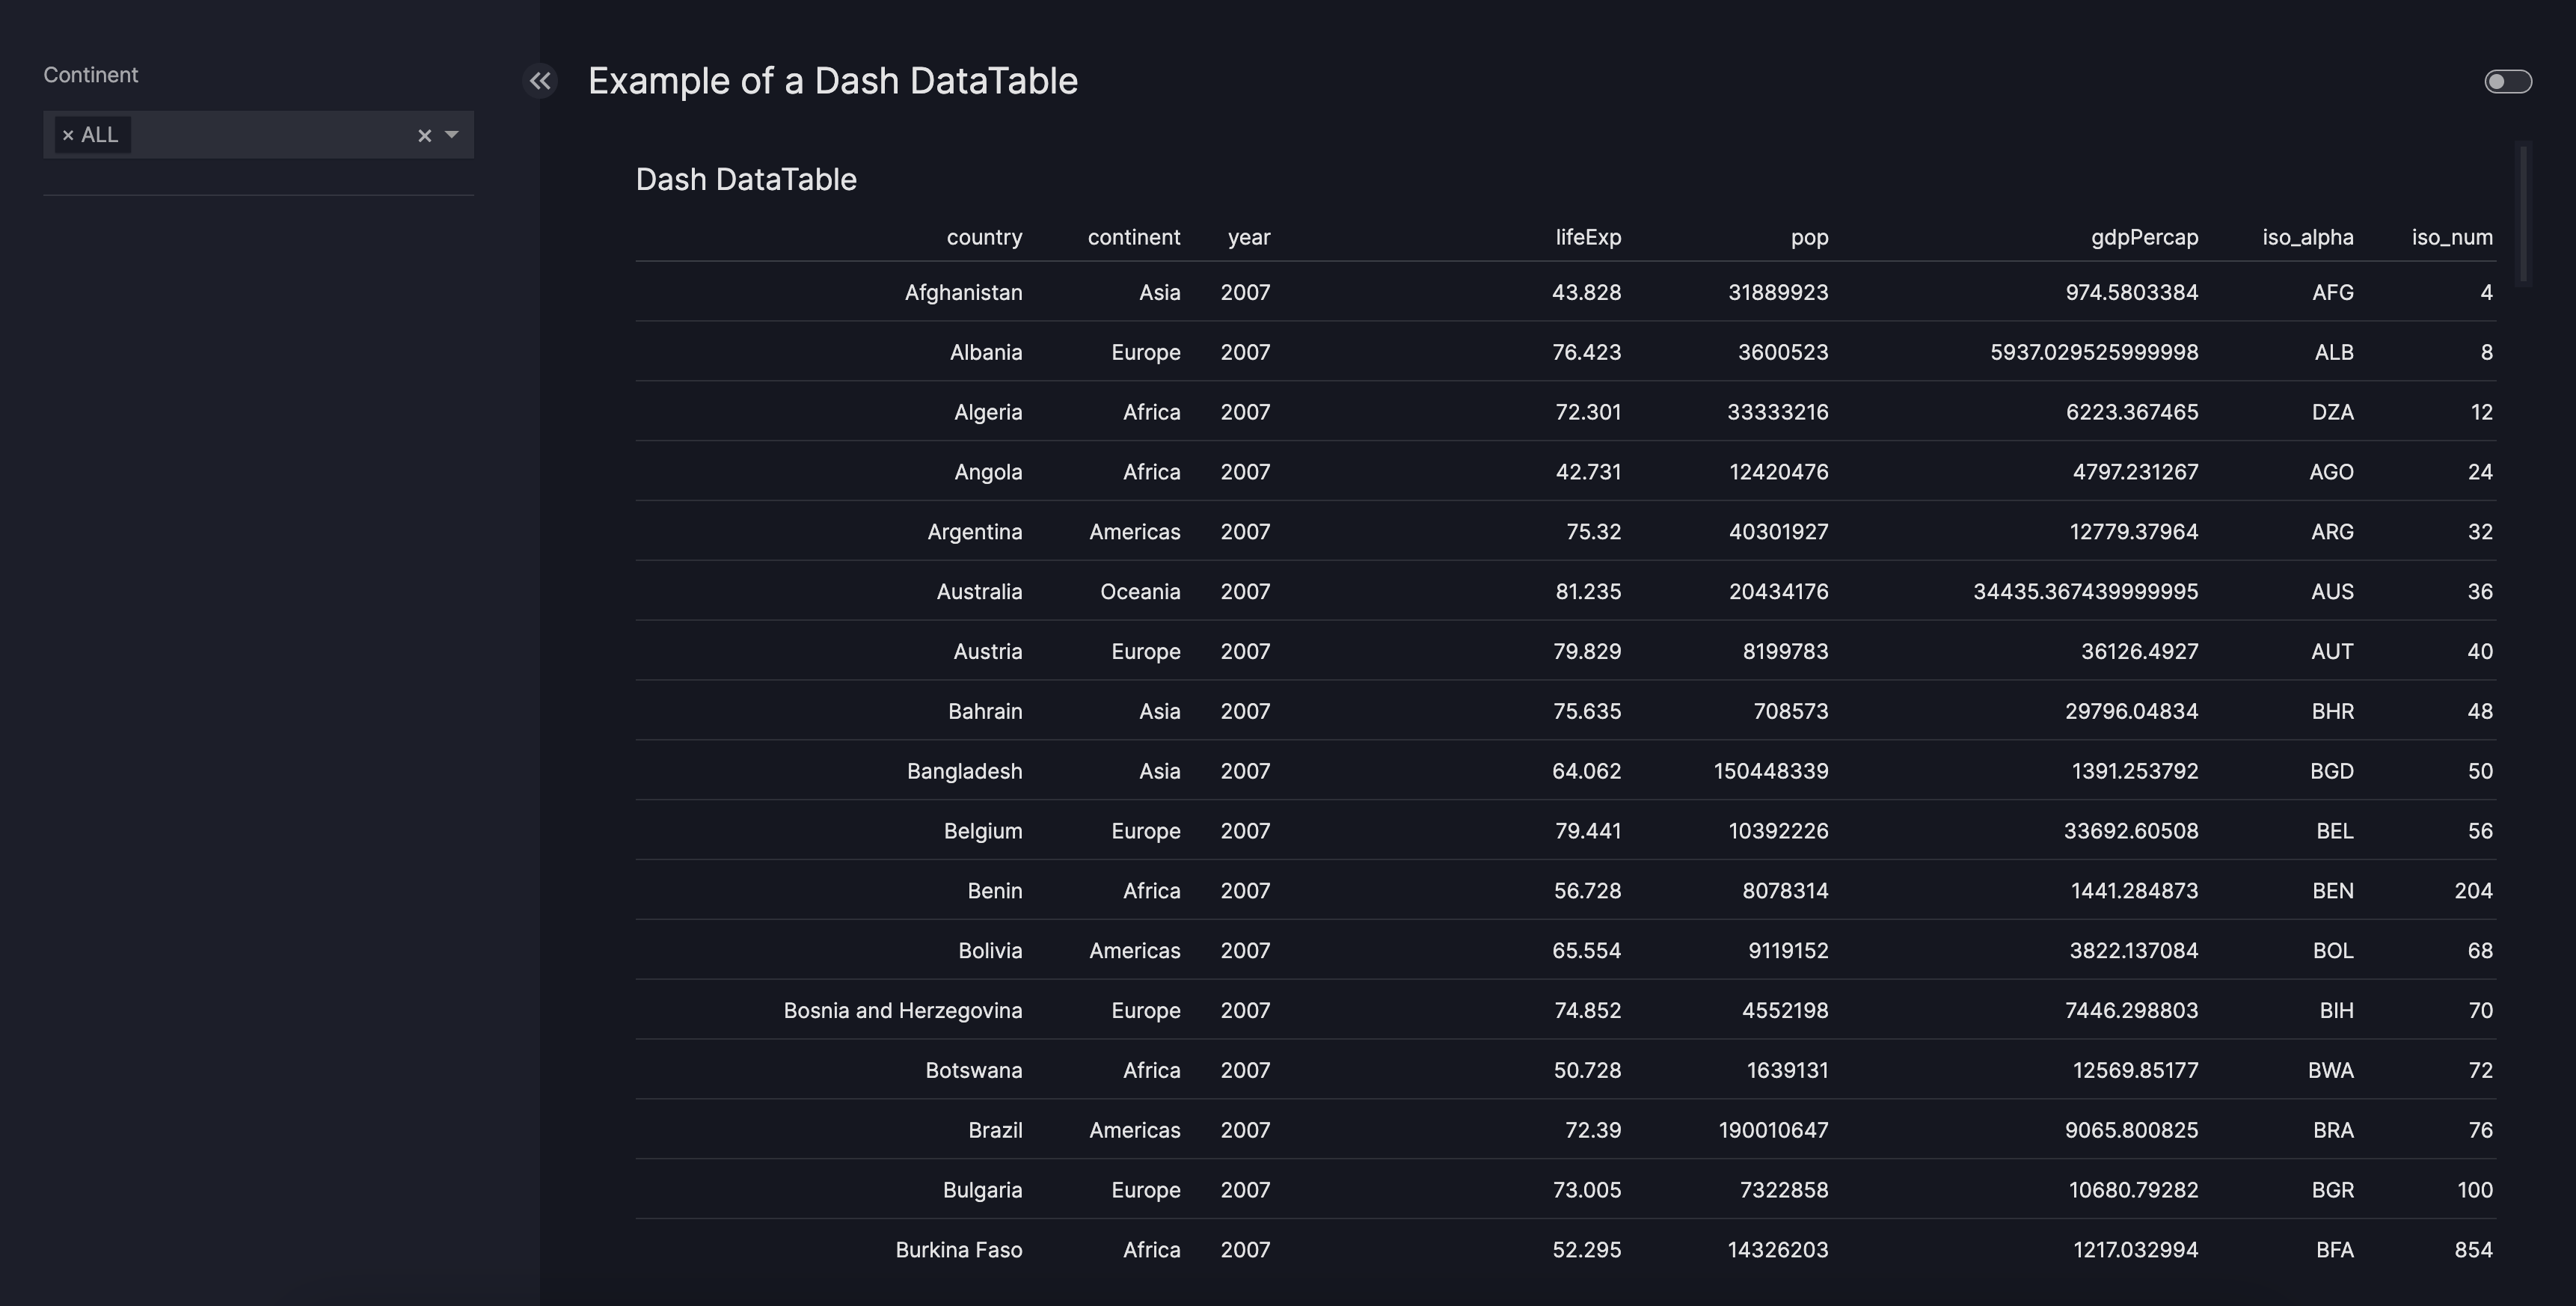 Continent
× ALL
Example of a Dash DataTable
Dash DataTable
country continent year lifeExp pop gdpPercap iso_alpha iso_num
Afghanistan Asia 2007 43.828 31889923 974.5803384 AFG 4
Albania Europe 2007 76.423 3600523 5937.029525999998 ALB 8
Algeria Africa 2007 72.301 33333216 6223.367465 DZA 12
Angola Africa 2007 42.731 12420476 4797.231267 AGO 24
Argentina Americas 2007 75.32 40301927 12779.37964 ARG 32
Australia Oceania 2007 81.235 20434176 34435.367439999995 AUS 36
Austria Europe 2007 79.829 8199783 36126.4927 AUT 40
Bahrain Asia 2007 75.635 708573 29796.04834 BHR 48
Bangladesh Asia 2007 64.062 150448339 1391.253792 BGD 50
Belgium Europe 2007 79.441 10392226 33692.60508 BEL 56
Benin Africa 2007 56.728 8078314 1441.284873 BEN 204
Bolivia Americas 2007 65.554 9119152 3822.137084 BOL 68
Bosnia and Herzegovina Europe 2007 74.852 4552198 7446.298803 BIH 70
Botswana Africa 2007 50.728 1639131 12569.85177 BWA 72
Brazil Americas 2007 72.39 190010647 9065.800825 BRA 76
Bulgaria Europe 2007 73.005 7322858 10680.79282 BGR 100
Burkina Faso Africa 2007 52.295 14326203 1217.032994 BFA 854